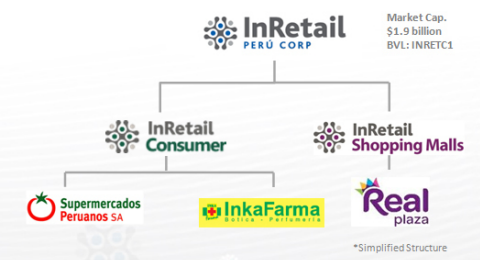 InRetail
PERÚ CORP
Market Cap.
$1.9 billion
BVL: INRETC1
InRetail
Consumer
InRetail
Shopping Malls
Supermercados
Peruanos SA
InkaFarma
Botica - Perfumería
Real
plaza
*Simplified Structure